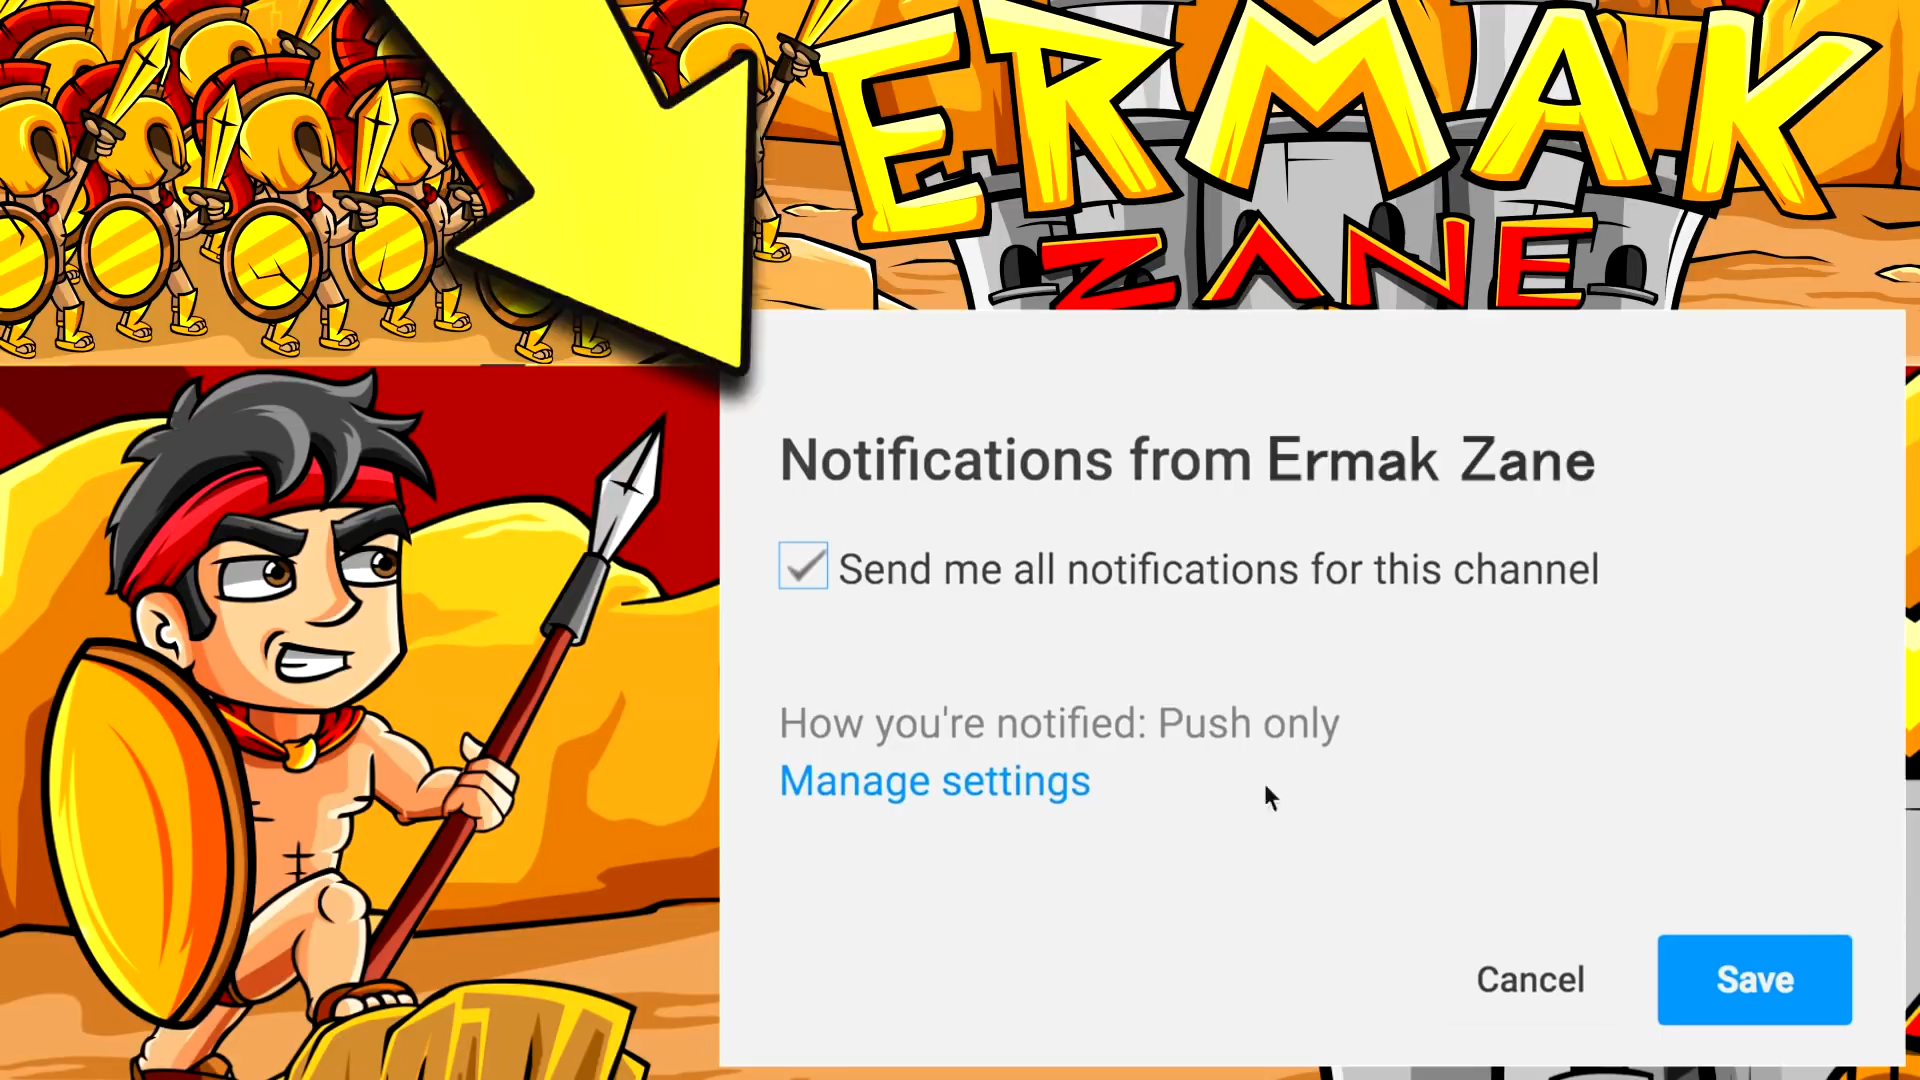 ERMAK
ZANE
Notifications from Ermak Zane
Send me all notifications for this channel
How you're notified: Push only
Manage settings
Cancel
Save